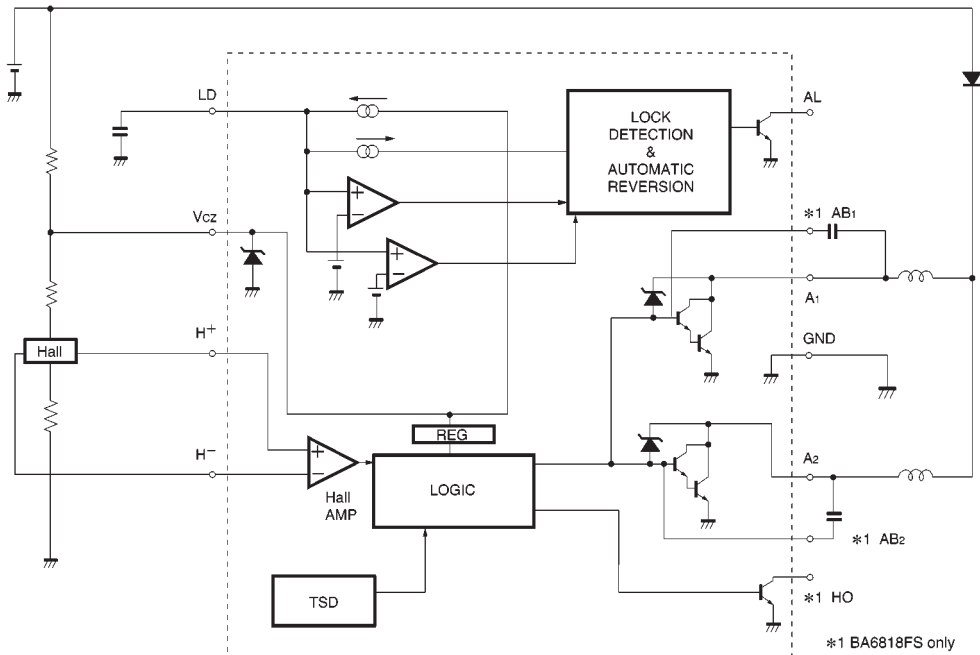 LD
LOCK
DETECTION
&
AUTOMATIC
REVERSION
AL
Vcz
*1 AB1
A1
Hall
H+
GND
REG
H−
Hall
AMP
LOGIC
A2
*1 AB2
TSD
*1 HO
*1 BA6818FS only